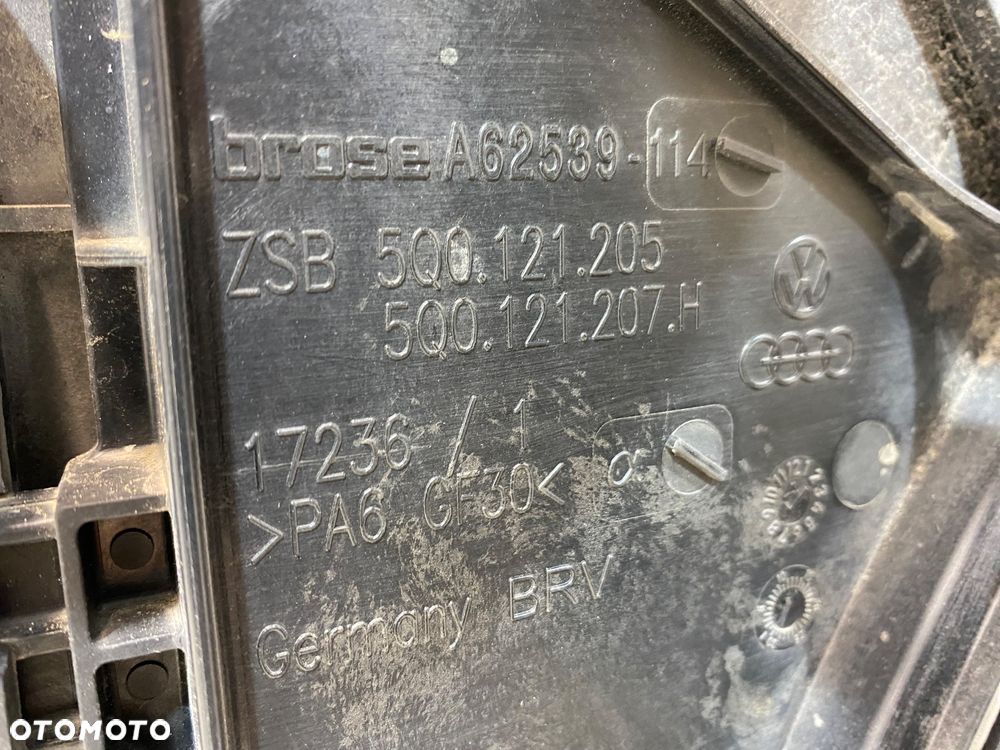 brose A62539-114
ZSB 5Q0.121.205
5Q0.121.207.H
17236 / 1
>PA6 GF30<
Germany BRV
OTOMOTO